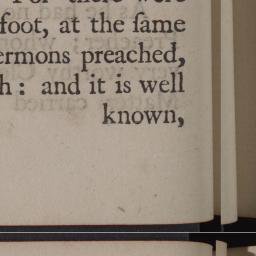 foot, at the ſame
ermons preached,
h: and it is well
known,